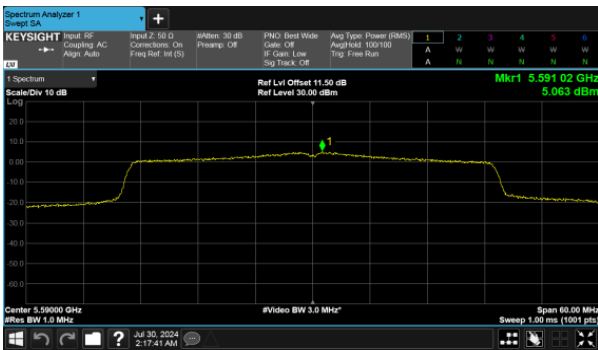 Spectrum Analyzer 1
Swept SA
+
KEYSIGHT Input: RF
Coupling: AC
Align: Auto
Input Z: 50 Ω
Corrections: On
Freq Ref: Int (S)
#Atten: 30 dB
Preamp: Off
PNO: Best Wide
Gate: Off
IF Gain: Low
Sig Track: Off
Avg Type: Power (RMS)
Avg|Hold: 100/100
Trig: Free Run
1 2 3 4 5 6
A W W W W W
A N N N N N
LXI
1 Spectrum
Scale/Div 10 dB
Log
Ref Lvl Offset 11.50 dB
Ref Level 30.00 dBm
Mkr1 5.591 02 GHz
5.063 dBm
20.0
10.0
0.00
-10.0
-20.0
-30.0
-40.0
-50.0
-60.0
1
Center 5.59000 GHz
#Res BW 1.0 MHz
#Video BW 3.0 MHz*
Span 60.00 MHz
Sweep 1.00 ms (1001 pts)
?
Jul 30, 2024
2:17:41 AM